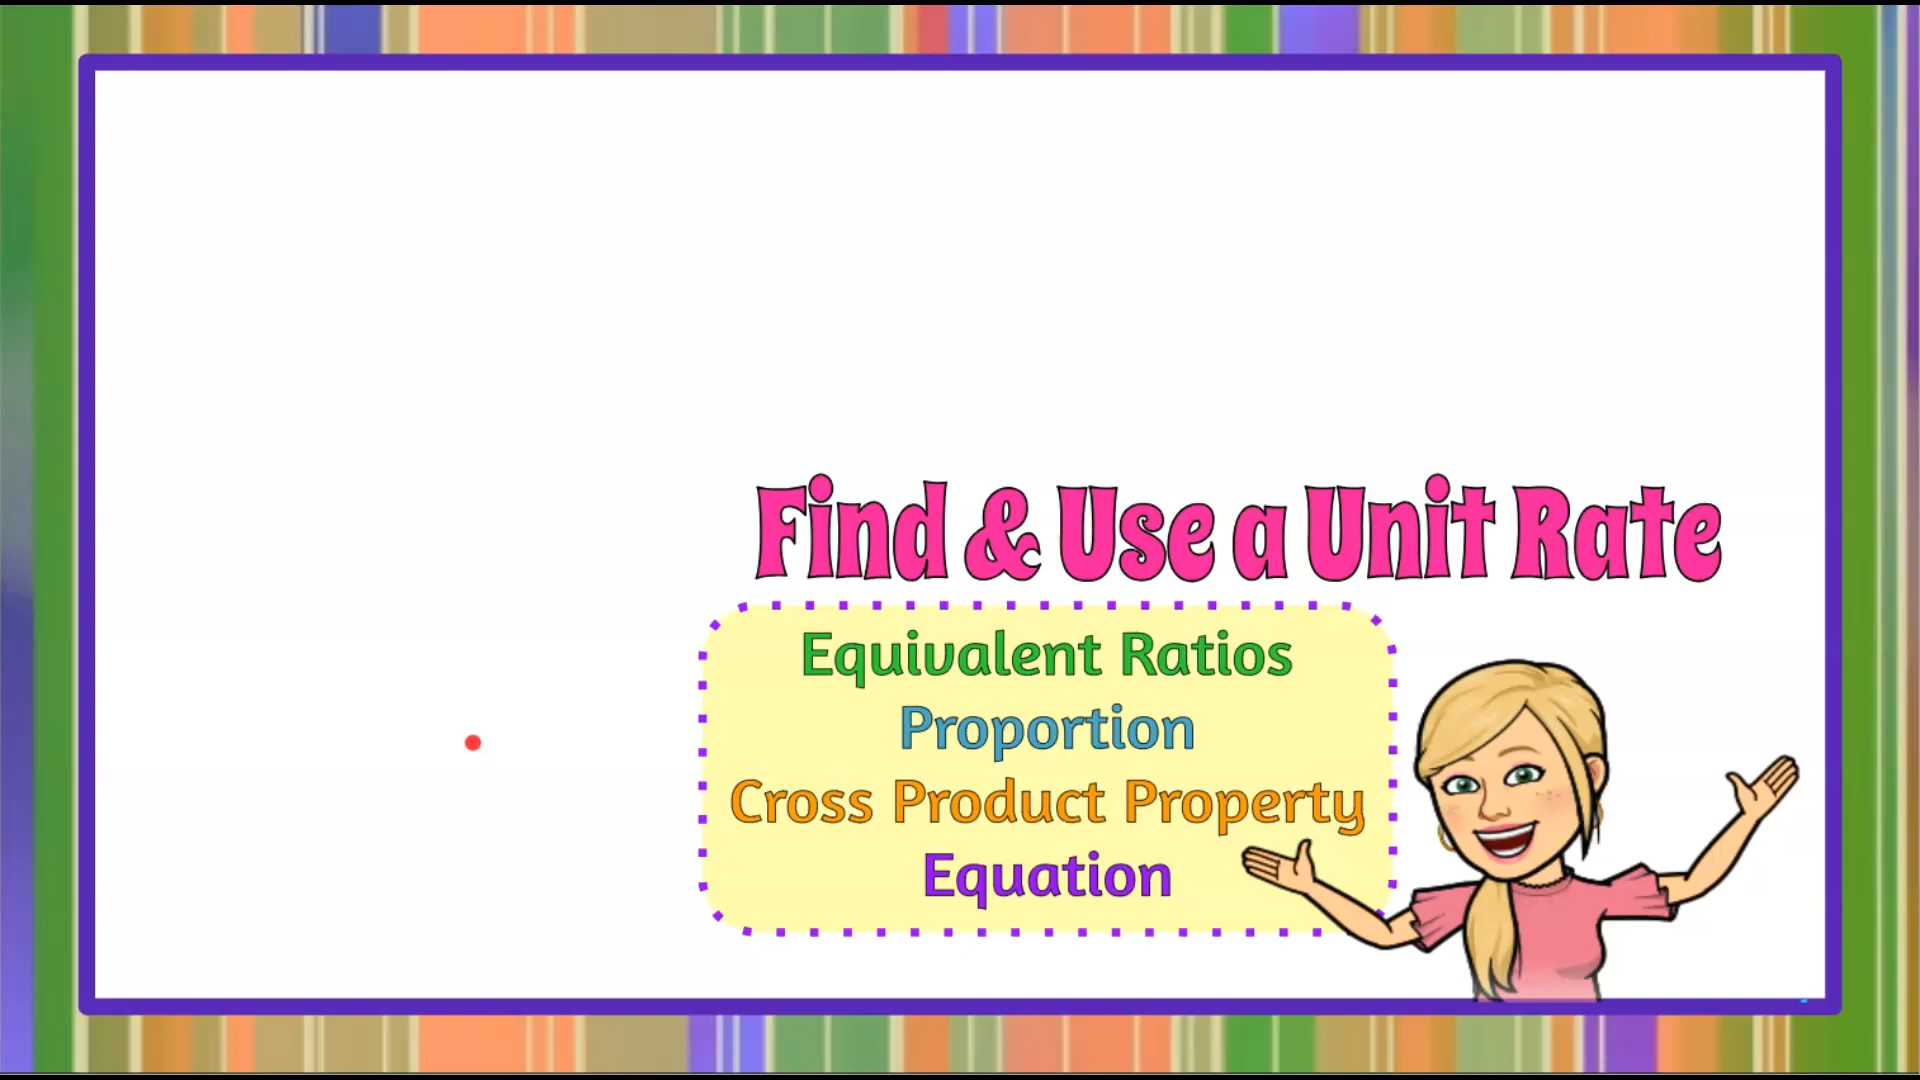 Find & Use a Unit Rate
Equivalent Ratios
Proportion
Cross Product Property
Equation